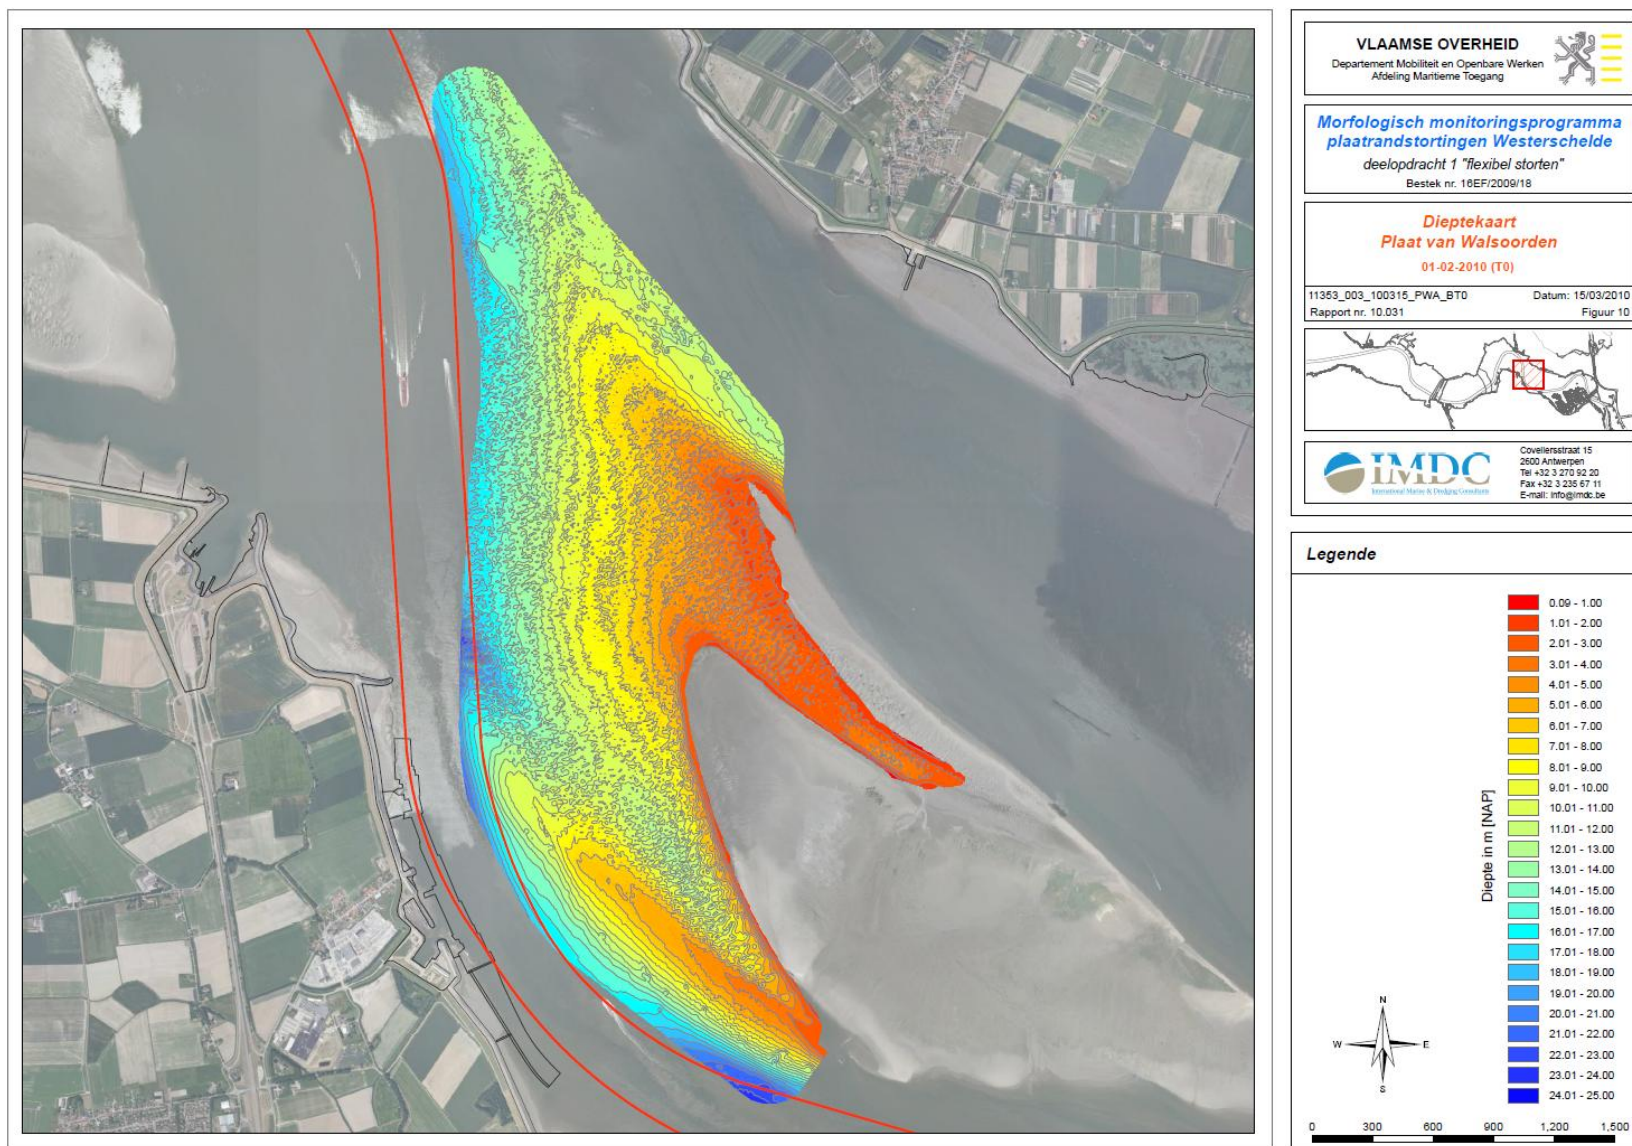 VLAAMSE OVERHEID
Departement Mobiliteit en Openbare Werken
Afdeling Maritieme Toegang
Morfologisch monitoringsprogramma
plaatrandstortingen Westerschelde
deelopdracht 1 "flexibel storten"
Bestek nr. 16EF/2009/18
Dieptekaart
Plaat van Walsoorden
01-02-2010 (T0)
11353_003_100315_PWA_BT0 Datum: 15/03/2010
Rapport nr. 10.031 Figuur 10
IMDC
International Marine & Dredging Consultants
Coveliersstraat 15
2600 Antwerpen
Tel +32 3 270 92 20
Fax +32 3 235 67 11
E-mail: info@imdc.be
Legende
Diepte in m [NAP]
0.09 - 1.00
1.01 - 2.00
2.01 - 3.00
3.01 - 4.00
4.01 - 5.00
5.01 - 6.00
6.01 - 7.00
7.01 - 8.00
8.01 - 9.00
9.01 - 10.00
10.01 - 11.00
11.01 - 12.00
12.01 - 13.00
13.01 - 14.00
14.01 - 15.00
15.01 - 16.00
16.01 - 17.00
17.01 - 18.00
18.01 - 19.00
19.01 - 20.00
20.01 - 21.00
21.01 - 22.00
22.01 - 23.00
23.01 - 24.00
24.01 - 25.00
N
W E
S
0 300 600 900 1,200 1,500